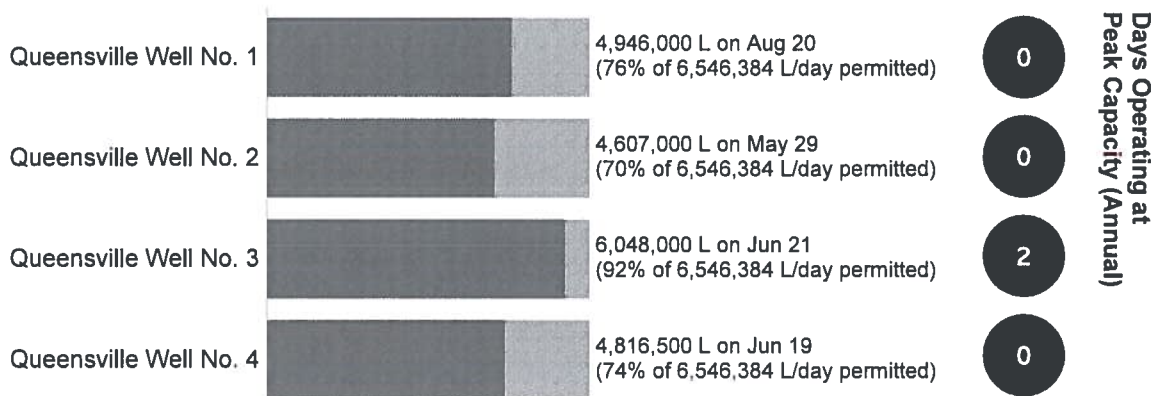 Days Operating at
Peak Capacity (Annual)
Queensville Well No. 1
4,946,000 L on Aug 20
(76% of 6,546,384 L/day permitted)
0
Queensville Well No. 2
4,607,000 L on May 29
(70% of 6,546,384 L/day permitted)
0
Queensville Well No. 3
6,048,000 L on Jun 21
(92% of 6,546,384 L/day permitted)
2
Queensville Well No. 4
4,816,500 L on Jun 19
(74% of 6,546,384 L/day permitted)
0